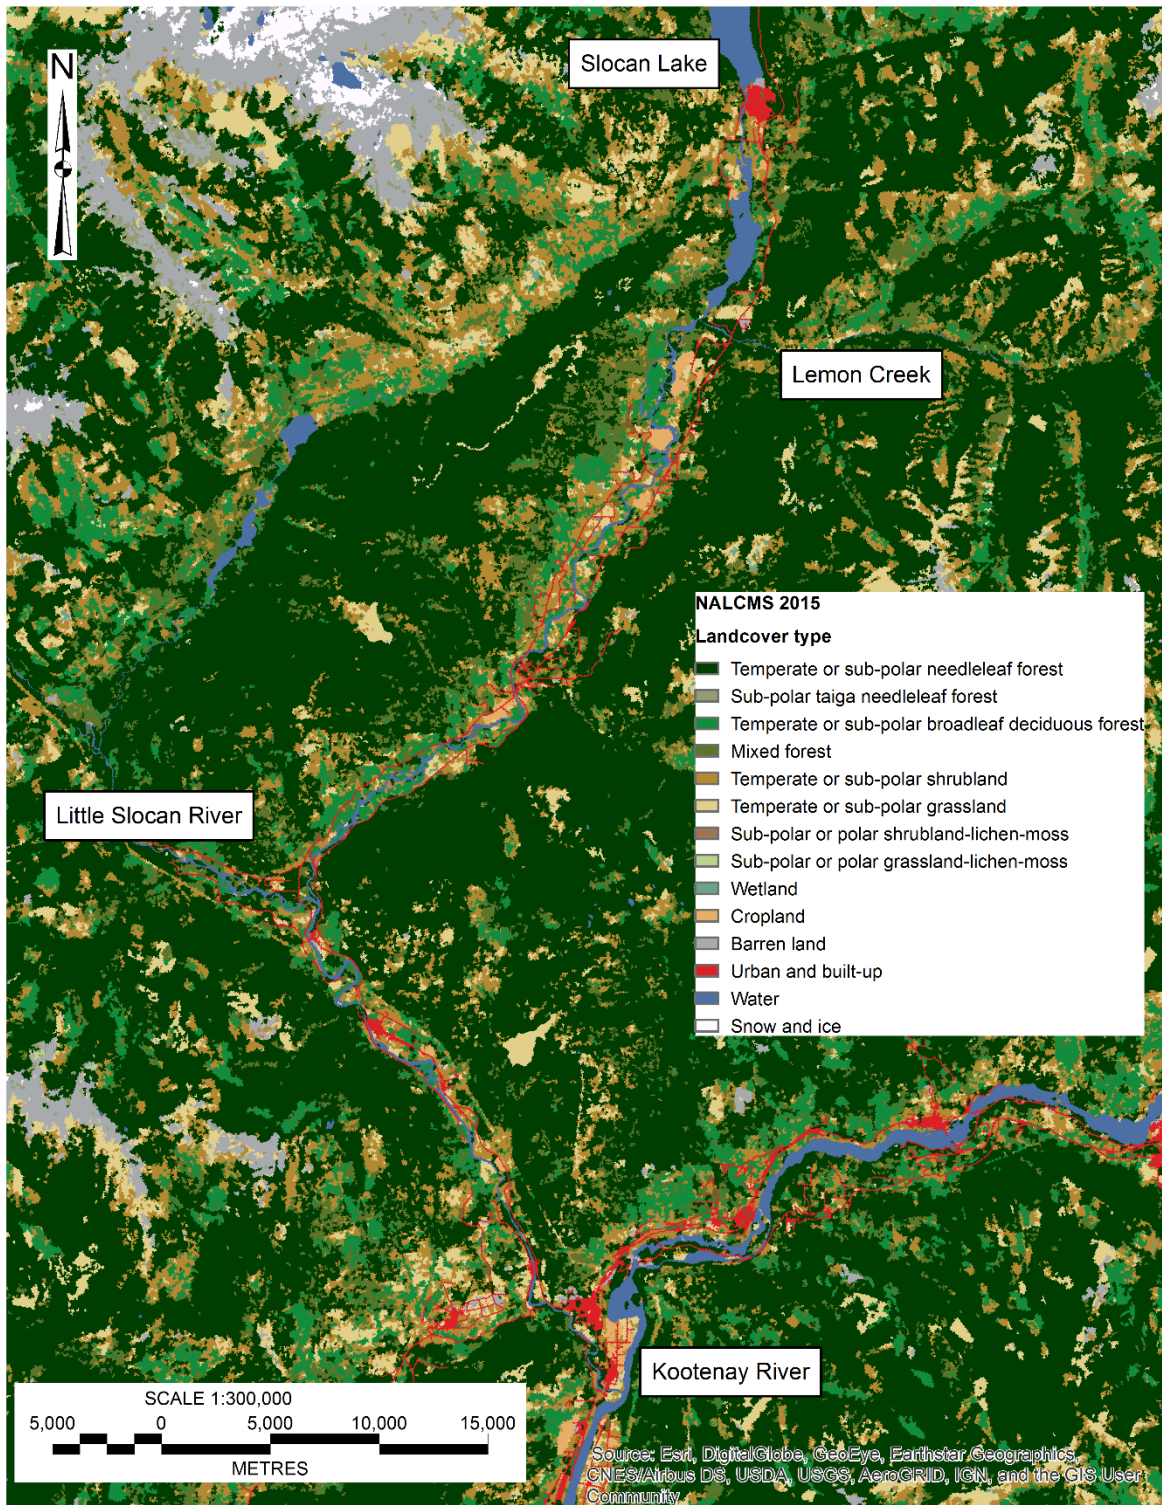 Slocan Lake
N
Lemon Creek
NALCMS 2015
Landcover type
Temperate or sub-polar needleleaf forest
Sub-polar taiga needleleaf forest
Temperate or sub-polar broadleaf deciduous forest
Mixed forest
Temperate or sub-polar shrubland
Temperate or sub-polar grassland
Sub-polar or polar shrubland-lichen-moss
Sub-polar or polar grassland-lichen-moss
Wetland
Cropland
Barren land
Urban and built-up
Water
Snow and ice
Little Slocan River
Kootenay River
SCALE 1:300,000
5,000 0 5,000 10,000 15,000
METRES
Source: Esri, DigitalGlobe, GeoEye, Earthstar Geographics,
CNES/Airbus DS, USDA, USGS, AeroGRID, IGN, and the GIS User
Community